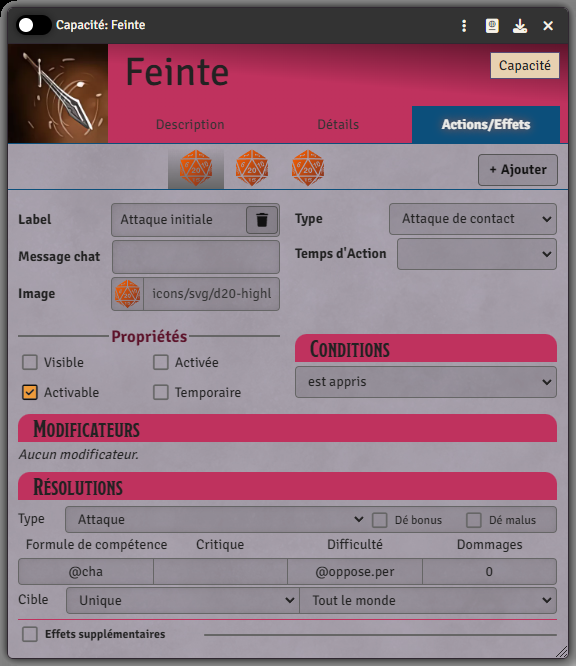 Capacité: Feinte
Feinte
Capacité
Description Détails Actions/Effets
+ Ajouter
Label Attaque initiale Type Attaque de contact
Message chat Temps d'Action
Image icons/svg/d20-highl
Propriétés
Visible Activée
Activable Temporaire
Conditions
est appris
Modificateurs
Aucun modificateur.
Résolutions
Type Attaque Dé bonus Dé malus
Formule de compétence Critique Difficulté Dommages
@cha @oppose.per 0
Cible Unique Tout le monde
Effets supplémentaires